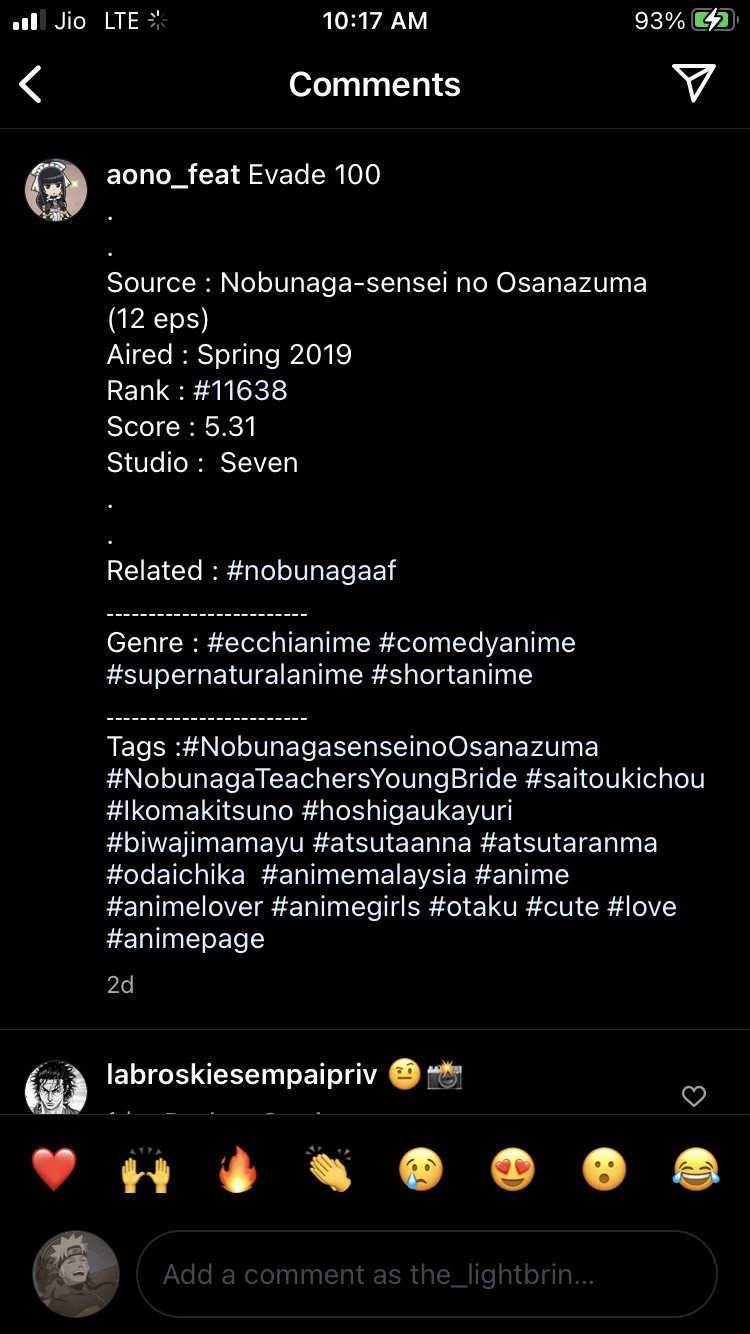 Jio LTE 10:17 AM 93%
Comments
aono_feat Evade 100
.
.
Source : Nobunaga-sensei no Osanazuma
(12 eps)
Aired : Spring 2019
Rank : #11638
Score : 5.31
Studio :  Seven
.
.
Related : #nobunagaaf
------------------------
Genre : #ecchianime #comedyanime
#supernaturalanime #shortanime
------------------------
Tags :#NobunagasenseinoOsanazuma
#NobunagaTeachersYoungBride #saitoukichou
#Ikomakitsuno #hoshigaukayuri
#biwajimamayu #atsutaanna #atsutaranma
#odaichika  #animemalaysia #anime
#animelover #animegirls #otaku #cute #love
#animepage
2d
labroskiesempaipriv 🤨📸
❤️🙌🔥👏😢😍😮😂
Add a comment as the_lightbrin...